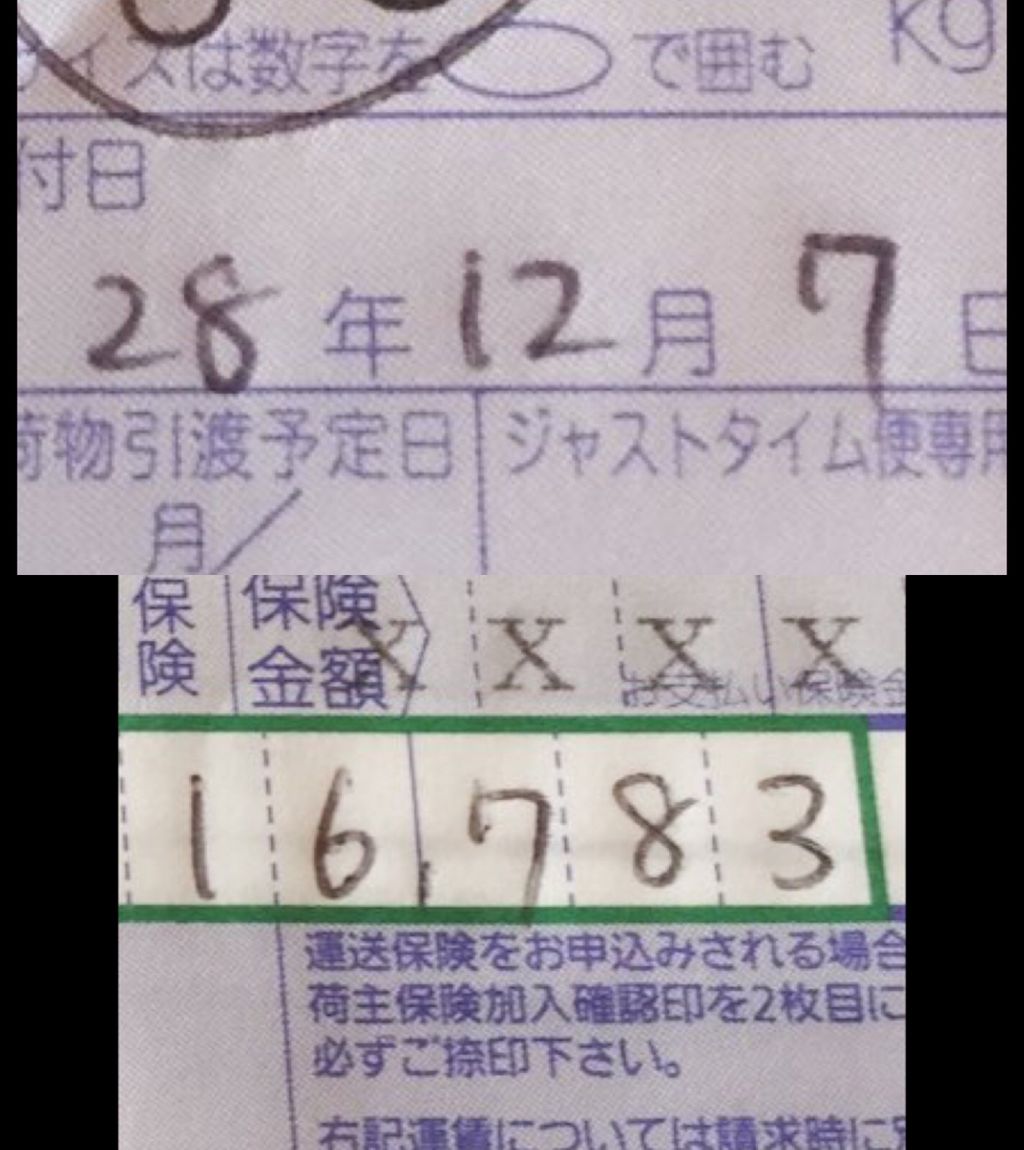 サイズは数字を で囲む kg
付日
28 年 12 月 7 日
荷物引渡予定日 ジャストタイム便専用
月/
保険 保険金額 X X X X
お支払い保険金
16,783
運送保険をお申込みされる場合
荷主保険加入確認印を2枚目に
必ずご捺印下さい。
右記運賃については請求時に別